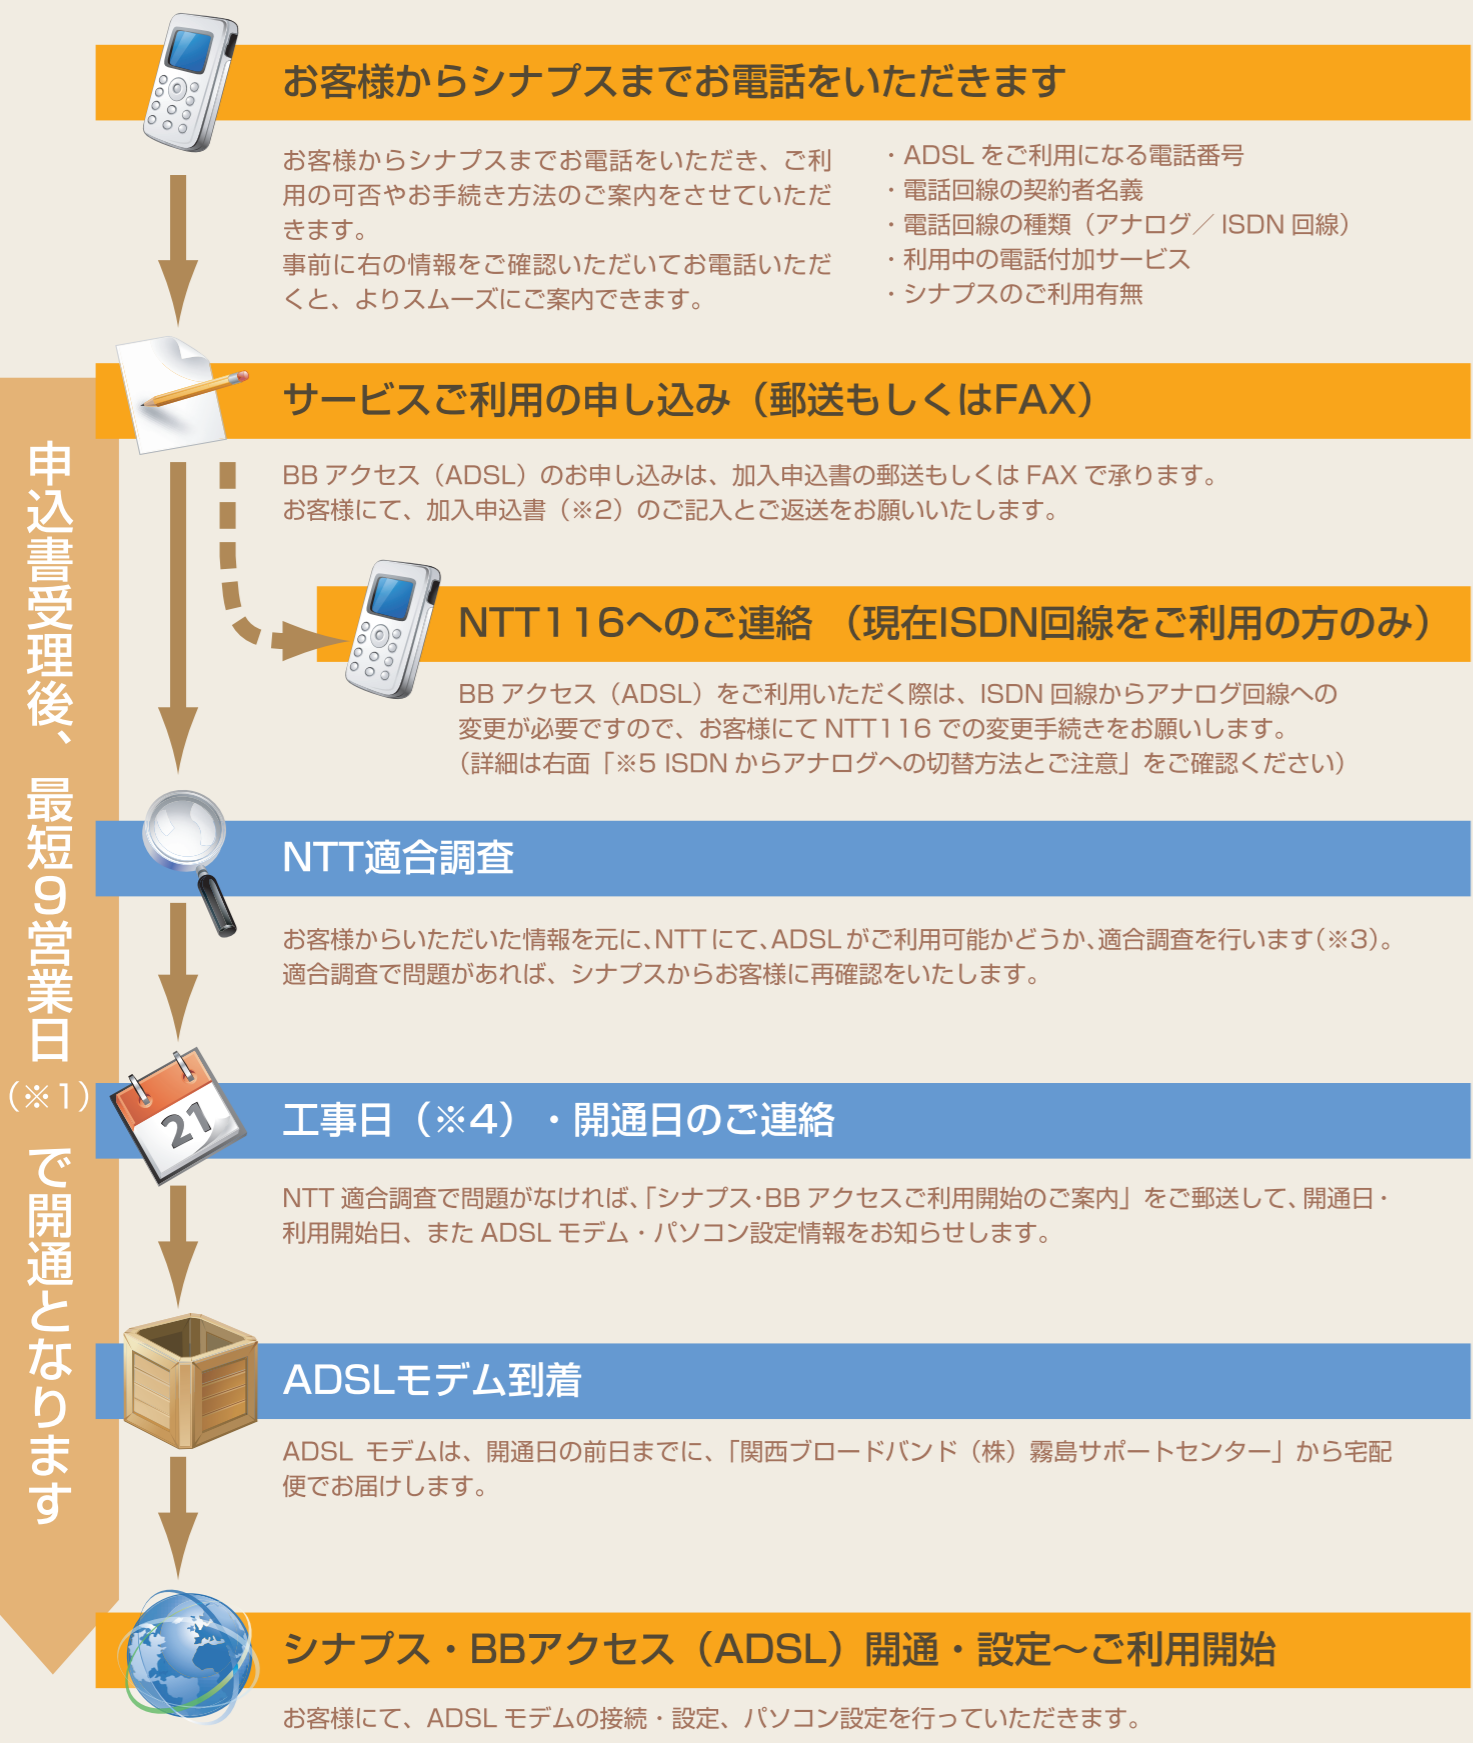 お客様からシナプスまでお電話をいただきます
お客様からシナプスまでお電話をいただき、ご利
用の可否やお手続き方法のご案内をさせていただ
きます。
事前に右の情報をご確認いただいてお電話いただ
くと、よりスムーズにご案内できます。
・ADSL をご利用になる電話番号
・電話回線の契約者名義
・電話回線の種類（アナログ／ ISDN 回線）
・利用中の電話付加サービス
・シナプスのご利用有無
サービスご利用の申し込み（郵送もしくはFAX）
BB アクセス（ADSL）のお申し込みは、加入申込書の郵送もしくは FAX で承ります。
お客様にて、加入申込書（※2）のご記入とご返送をお願いいたします。
NTT116へのご連絡 （現在ISDN回線をご利用の方のみ）
BB アクセス（ADSL）をご利用いただく際は、ISDN 回線からアナログ回線への
変更が必要ですので、お客様にて NTT116 での変更手続きをお願いします。
（詳細は右面「※5 ISDN からアナログへの切替方法とご注意」をご確認ください）
NTT適合調査
お客様からいただいた情報を元に、NTTにて、ADSLがご利用可能かどうか、適合調査を行います（※3）。
適合調査で問題があれば、シナプスからお客様に再確認をいたします。
工事日（※4）・開通日のご連絡
21
NTT 適合調査で問題がなければ、「シナプス・BB アクセスご利用開始のご案内」をご郵送して、開通日・
利用開始日、また ADSL モデム・パソコン設定情報をお知らせします。
ADSLモデム到着
ADSL モデムは、開通日の前日までに、「関西ブロードバンド（株）霧島サポートセンター」から宅配
便でお届けします。
シナプス・BBアクセス（ADSL）開通・設定〜ご利用開始
お客様にて、ADSL モデムの接続・設定、パソコン設定を行っていただきます。
申込書受理後、最短9営業日（※1）で開通となります